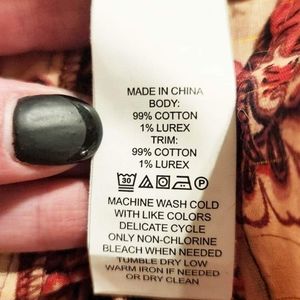 MADE IN CHINA
BODY:
99% COTTON
1% LUREX
TRIM:
99% COTTON
1% LUREX
30 P
MACHINE WASH COLD
WITH LIKE COLORS
DELICATE CYCLE
ONLY NON-CHLORINE
BLEACH WHEN NEEDED
TUMBLE DRY LOW
WARM IRON IF NEEDED
OR DRY CLEAN